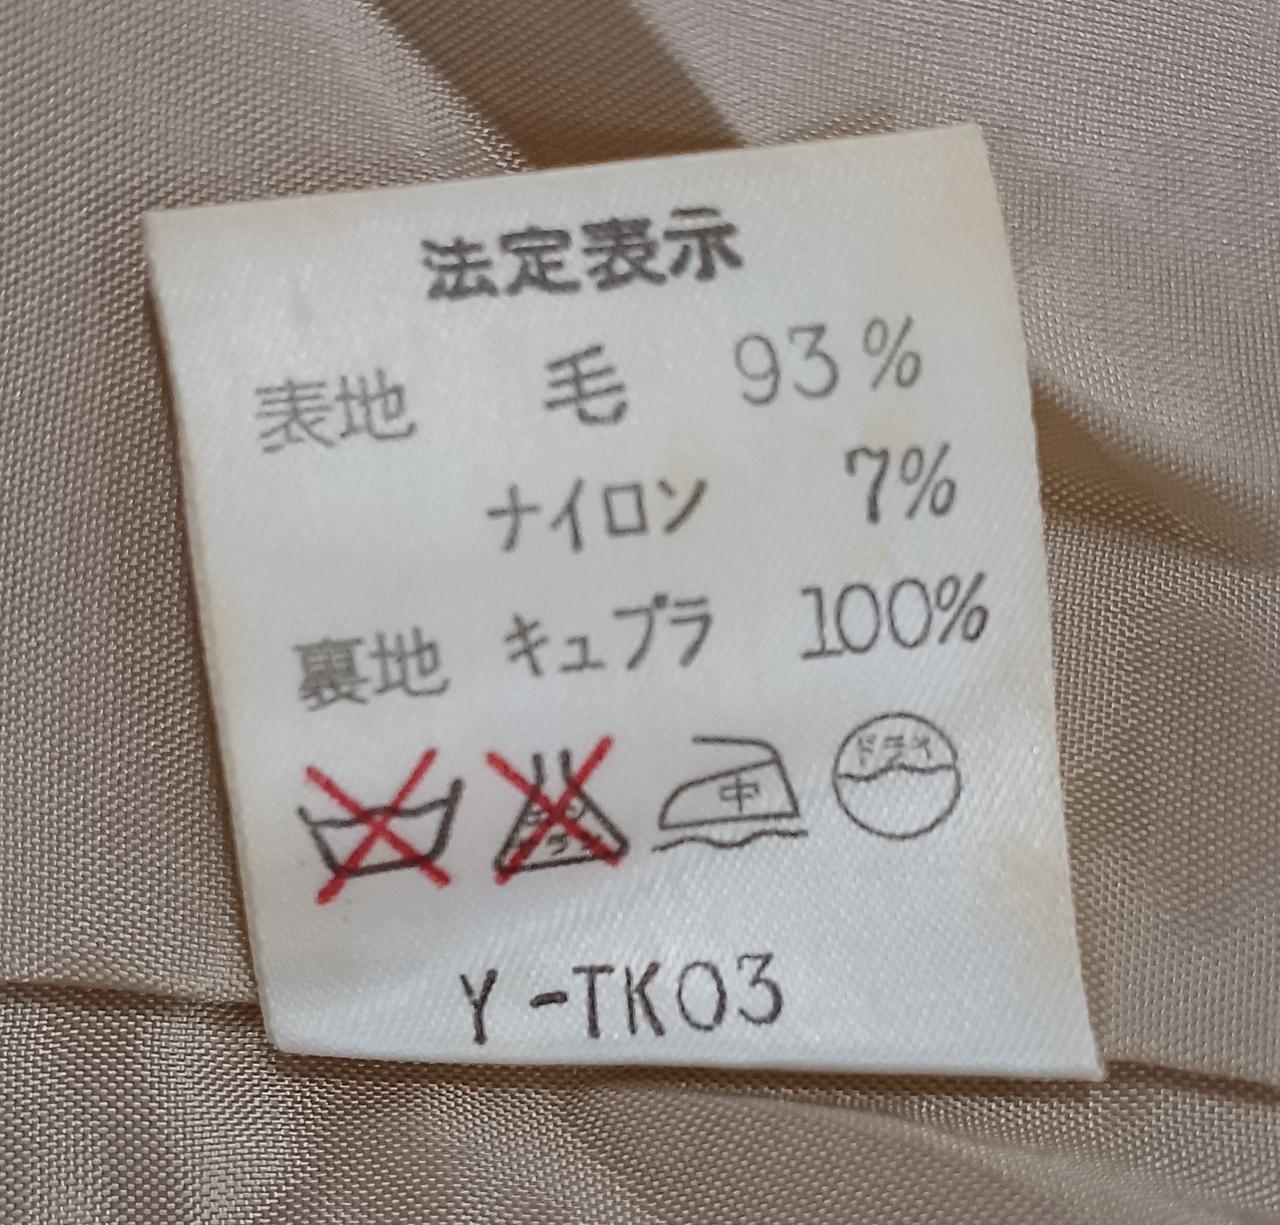 法定表示
表地 毛 93%
ナイロン 7%
裏地 キュプラ 100%
中 ドライ
Y-TK03